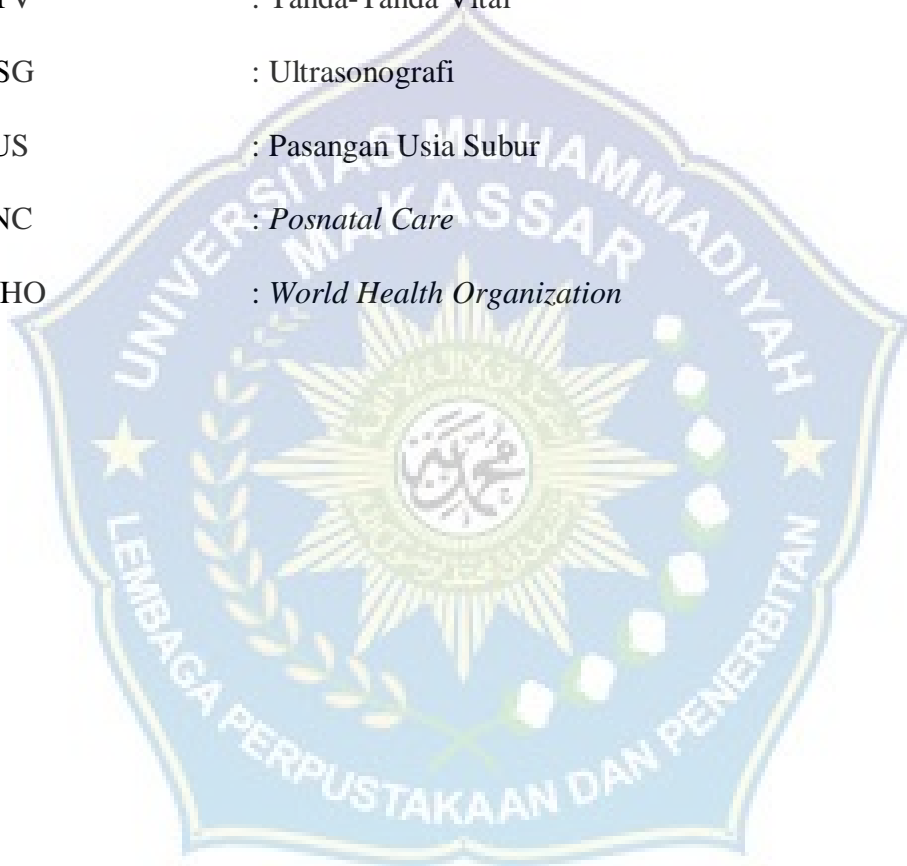 TV : Tanda-Tanda Vital
SG : Ultrasonografi
US : Pasangan Usia Subur
NC : Posnatal Care
HO : World Health Organization
UNIVERSITAS MUHAMMADIYAH
MAKASSAR
LEMBAGA PERPUSTAKAAN DAN PENERBITAN